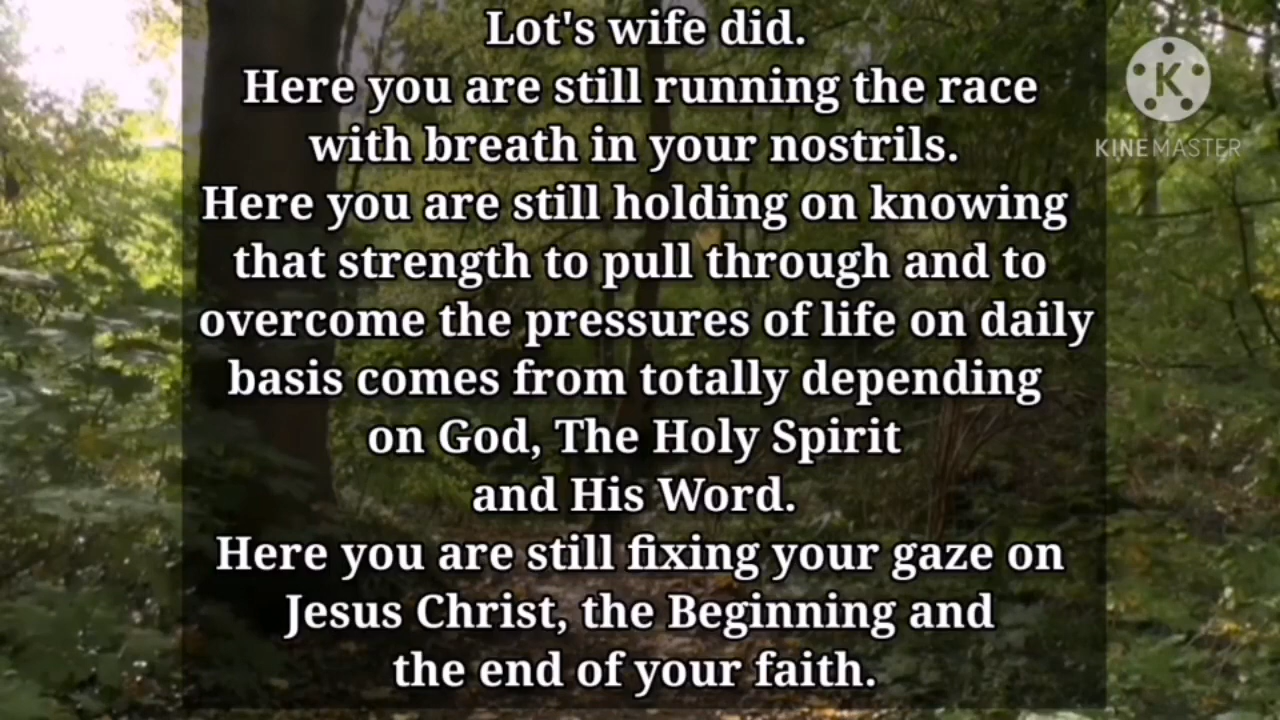 Lot's wife did.
Here you are still running the race
with breath in your nostrils.
Here you are still holding on knowing
that strength to pull through and to
overcome the pressures of life on daily
basis comes from totally depending
on God, The Holy Spirit
and His Word.
Here you are still fixing your gaze on
Jesus Christ, the Beginning and
the end of your faith.
K
KINEMASTER